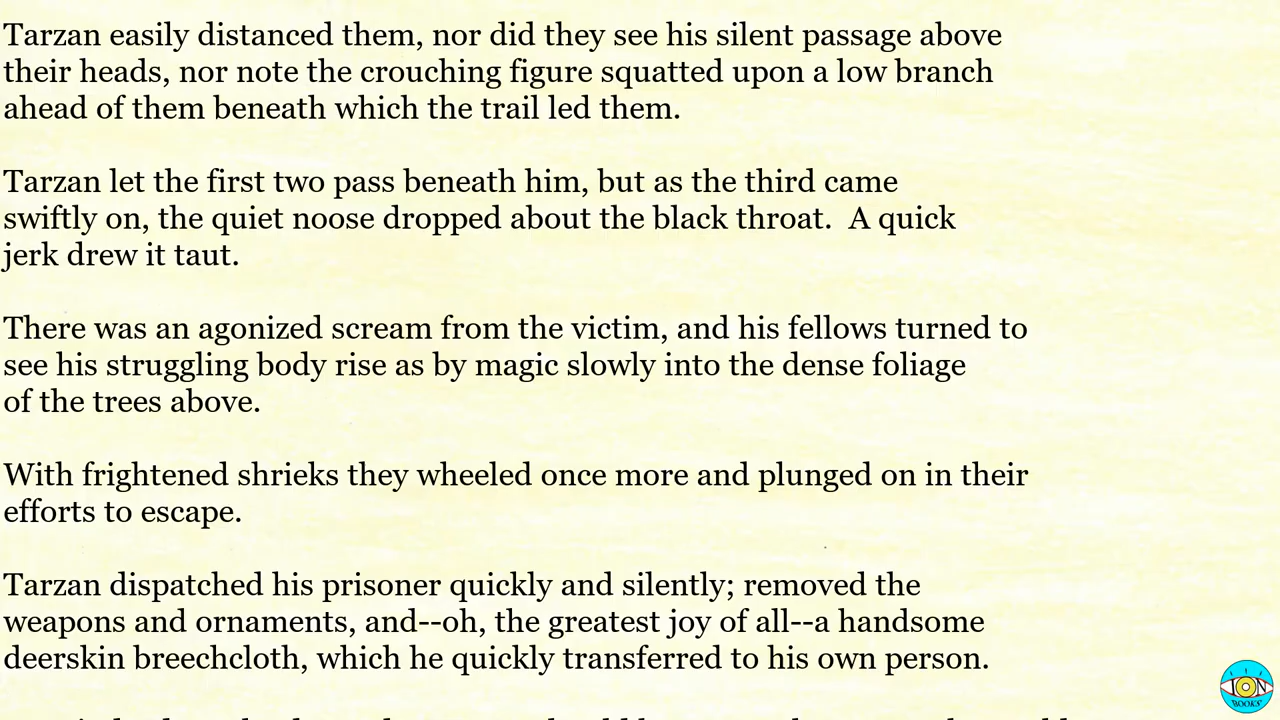 Tarzan easily distanced them, nor did they see his silent passage above
their heads, nor note the crouching figure squatted upon a low branch
ahead of them beneath which the trail led them.

Tarzan let the first two pass beneath him, but as the third came
swiftly on, the quiet noose dropped about the black throat.  A quick
jerk drew it taut.

There was an agonized scream from the victim, and his fellows turned to
see his struggling body rise as by magic slowly into the dense foliage
of the trees above.

With frightened shrieks they wheeled once more and plunged on in their
efforts to escape.

Tarzan dispatched his prisoner quickly and silently; removed the
weapons and ornaments, and--oh, the greatest joy of all--a handsome
deerskin breechcloth, which he quickly transferred to his own person.

ION
BOOKS